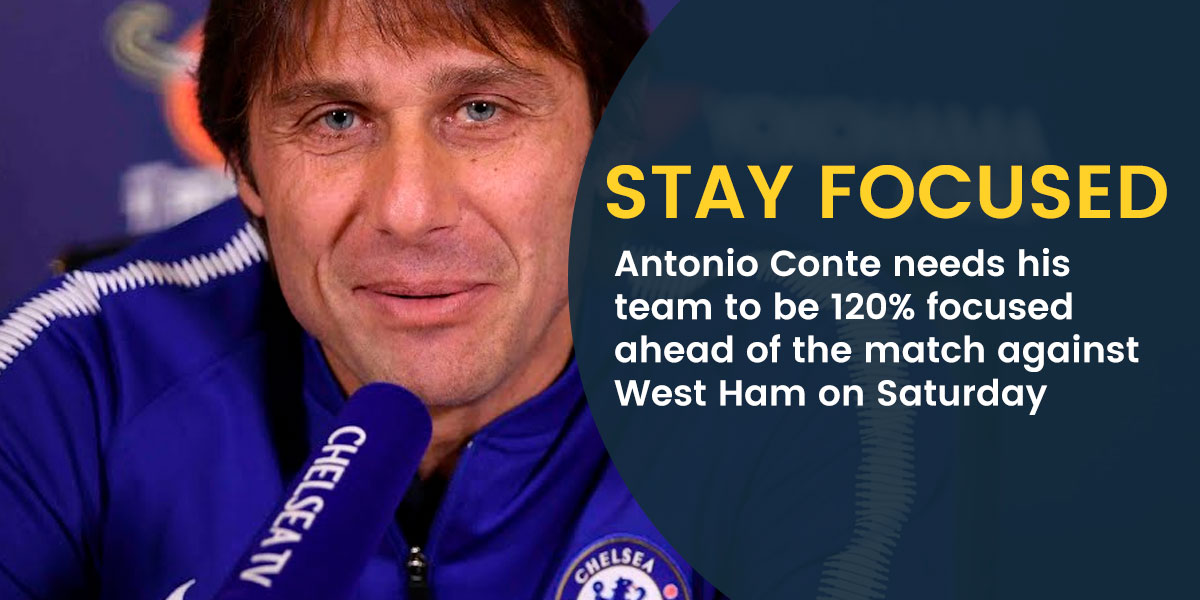 STAY FOCUSED
Antonio Conte needs his
team to be 120% focused
ahead of the match against
West Ham on Saturday
CHELSEA TV
CHELSEA